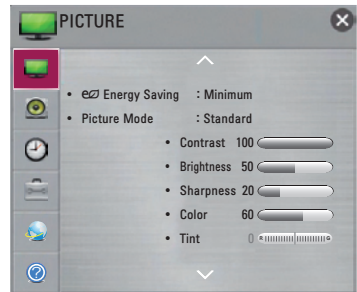 PICTURE
• Energy Saving : Minimum
• Picture Mode : Standard
• Contrast 100
• Brightness 50
• Sharpness 20
• Color 60
• Tint 0 R G